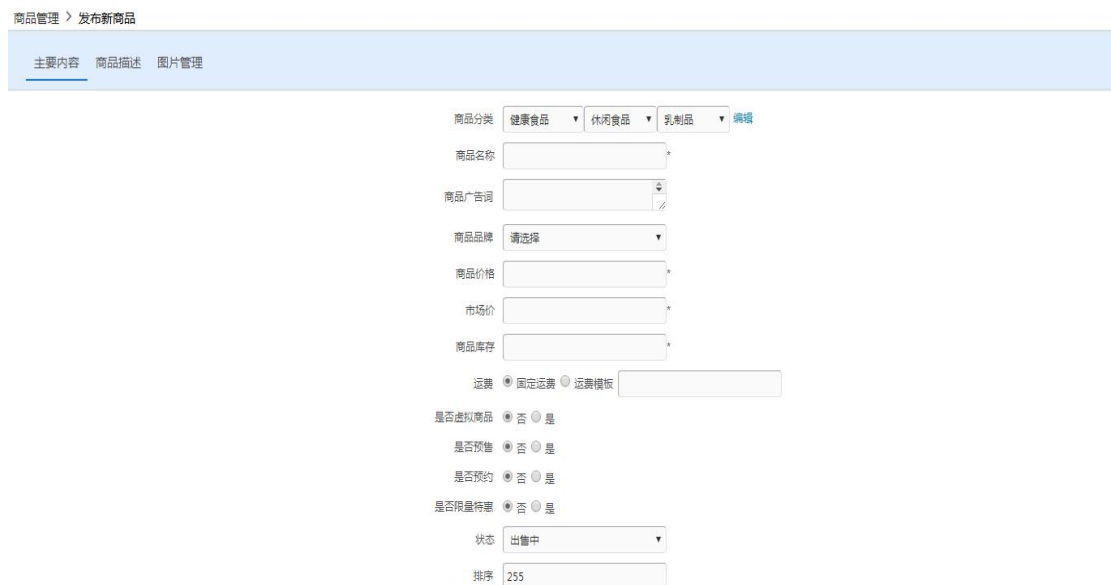 商品管理 > 发布新商品
主要内容 商品描述 图片管理
商品分类 健康食品 休闲食品 乳制品 编辑
商品名称 *
商品广告词
商品品牌 请选择
商品价格 *
市场价 *
商品库存 *
运费 固定运费 运费模板
是否虚拟商品 否 是
是否预售 否 是
是否预约 否 是
是否限量特惠 否 是
状态 出售中
排序 255